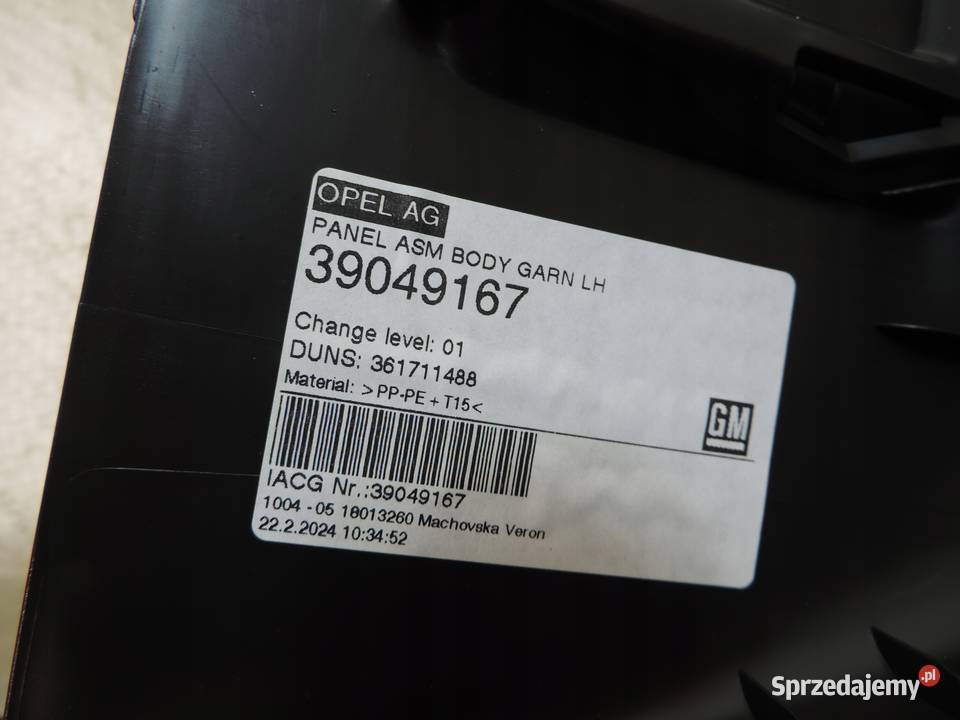 OPEL AG
PANEL ASM BODY GARN LH
39049167
Change level: 01
DUNS: 361711488
Material: >PP-PE + T15<
GM
IACG Nr.:39049167
1004 - 05 18013260 Machovska Veron
22.2.2024 10:34:52
Sprzedajemy.pl